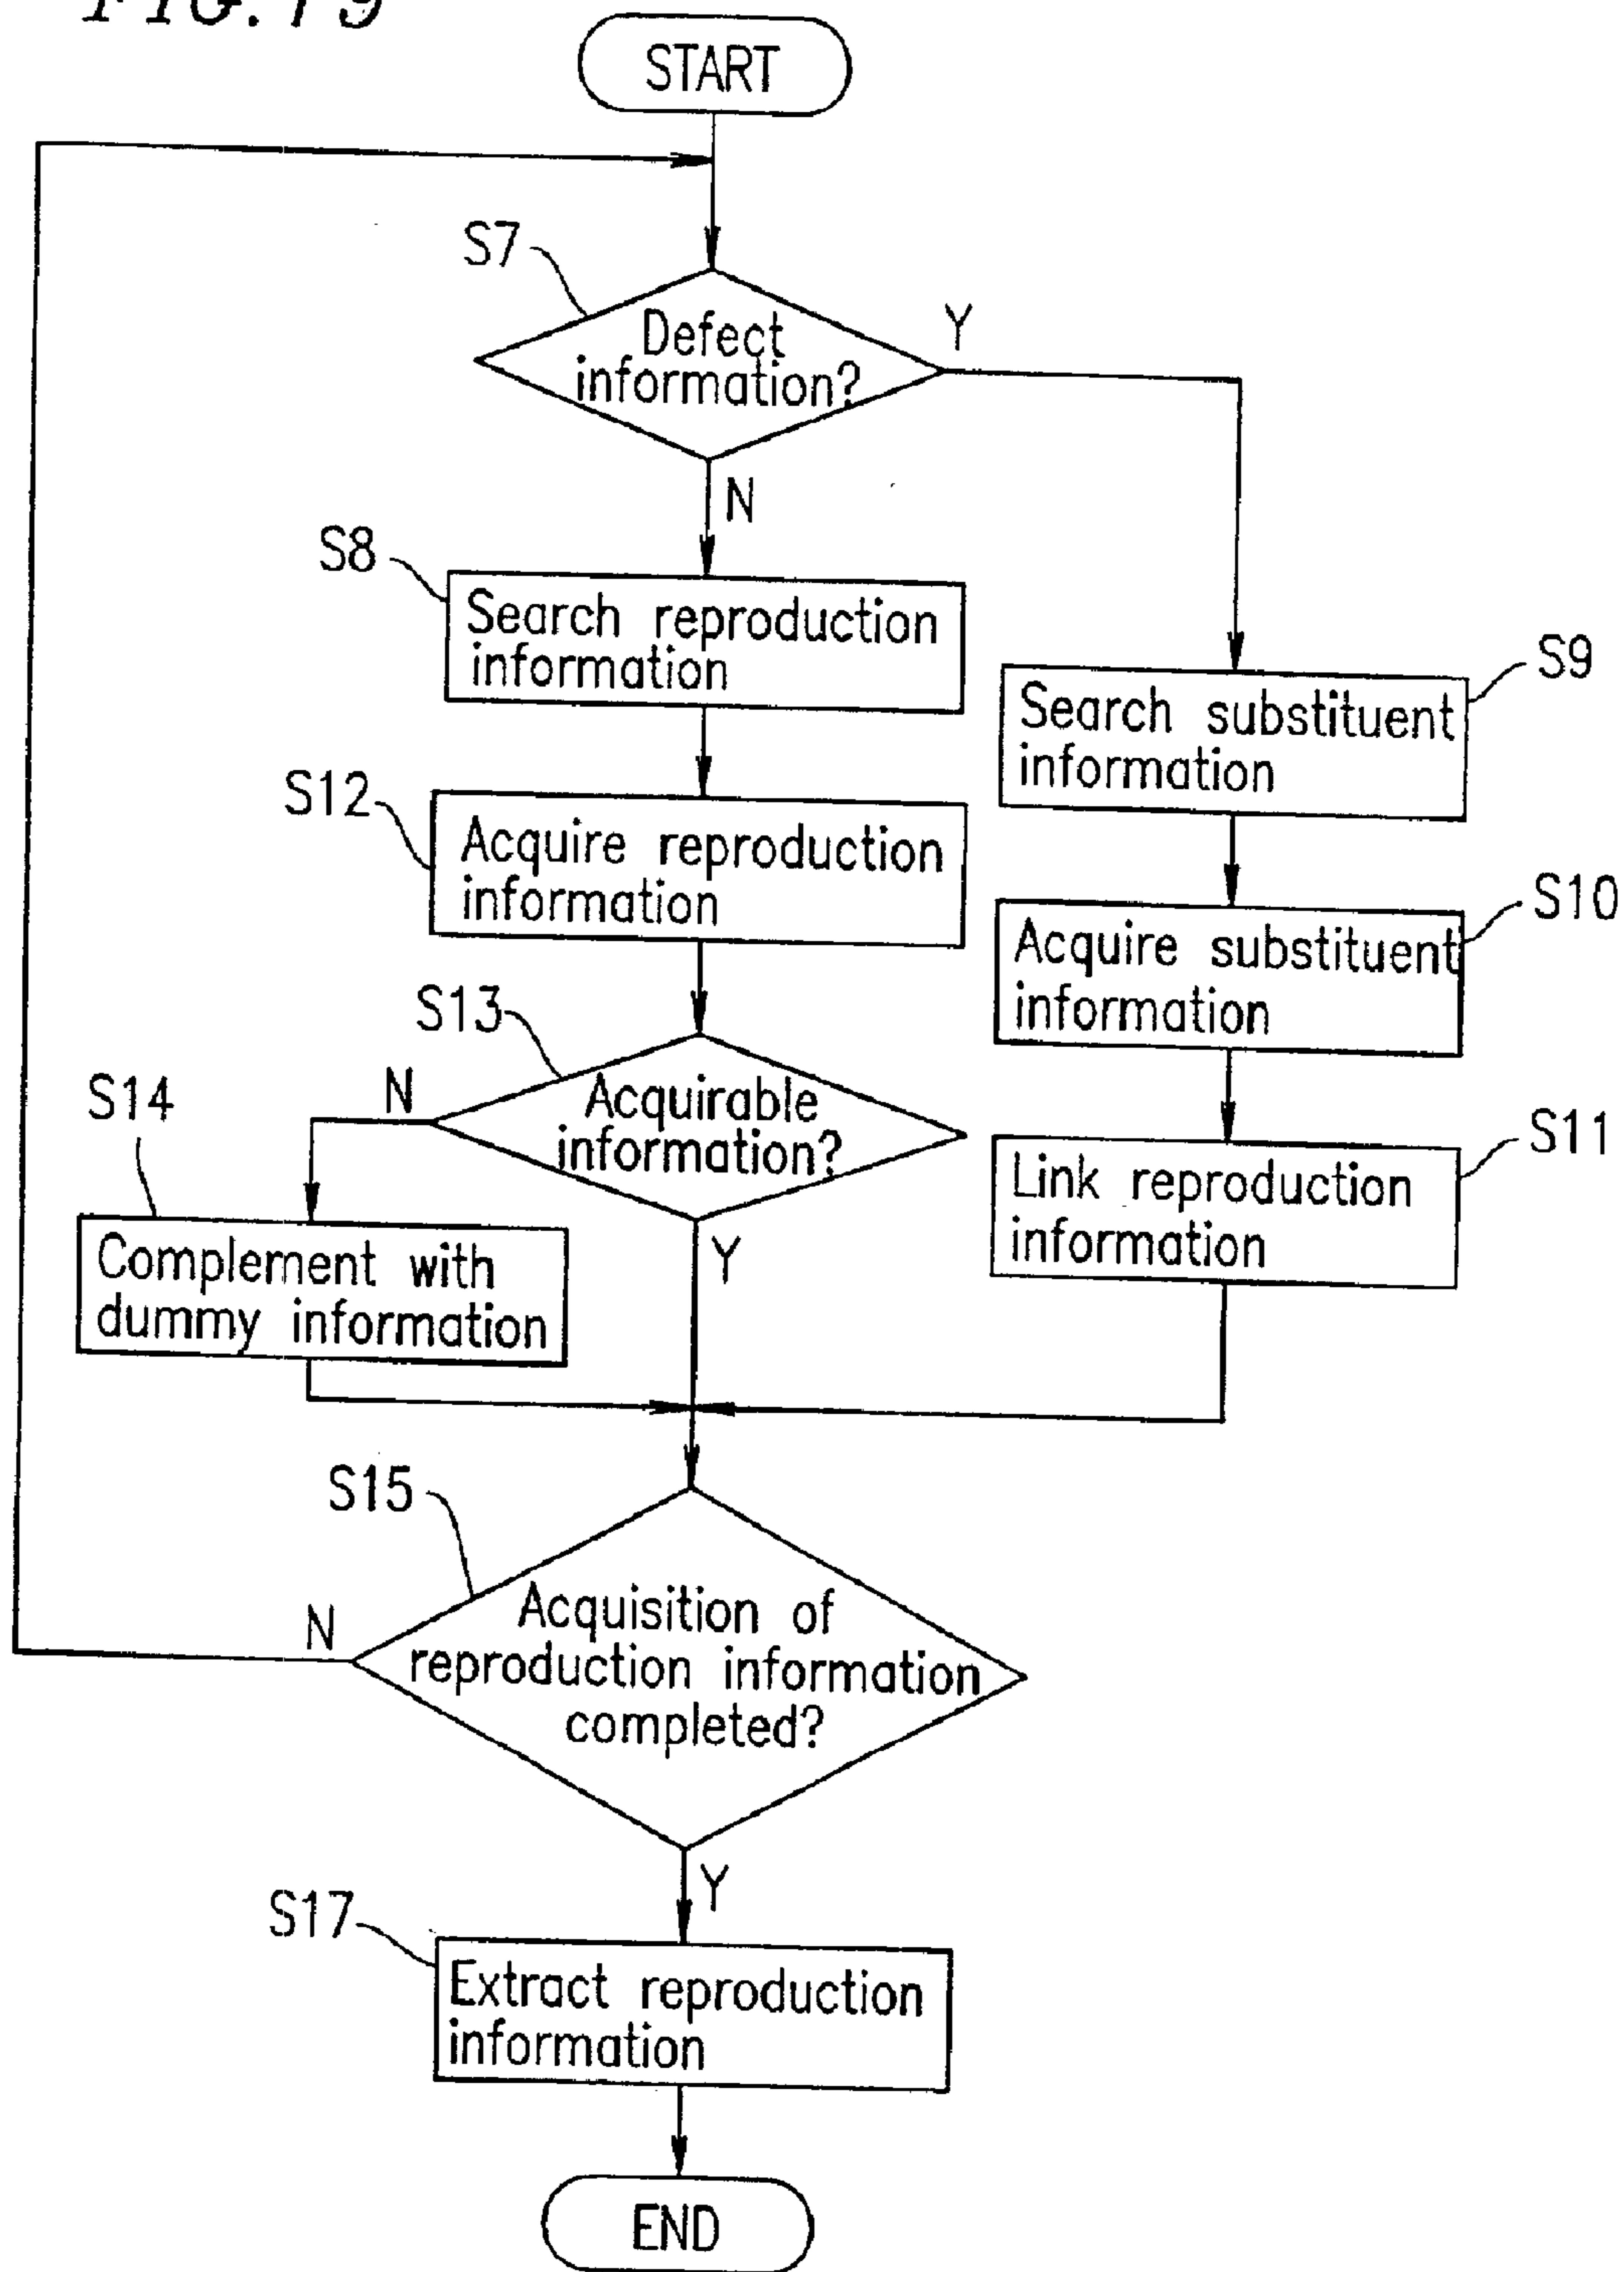 FIG. 19
START
S7
Defect
information?
Y
N
S8
Search reproduction
information
S9
Search substituent
information
S12
Acquire reproduction
information
S10
Acquire substituent
information
S13
Acquirable
information?
N
Y
S11
Link reproduction
information
S14
Complement with
dummy information
S15
Acquisition of
reproduction information
completed?
N
Y
S17
Extract reproduction
information
END